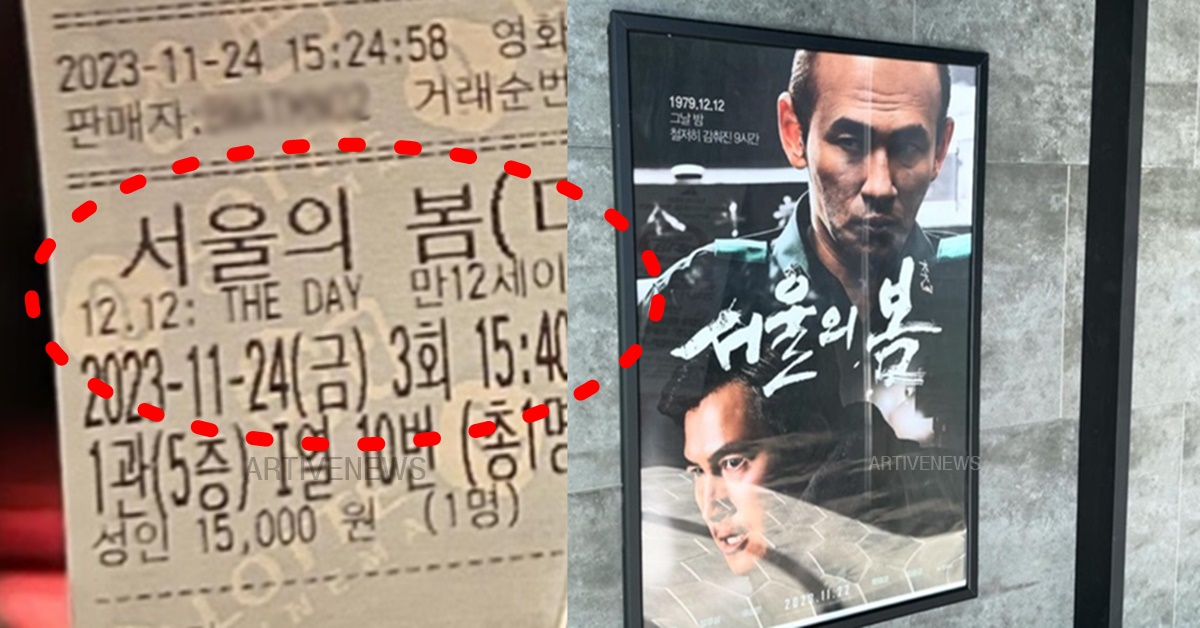 2023-11-24 15:24:58 영화
판매자.
거래순번
서울의 봄(디
12.12: THE DAY 만12세이
2023-11-24(금) 3회 15:40
1관(5층) I열 10번 (총1명
성인 15,000 원 (1명)
ARTIVENEWS
1979.12.12
그날 밤
철저히 감춰진 9시간
서울의 봄
ARTIVENEWS
2023.11.22